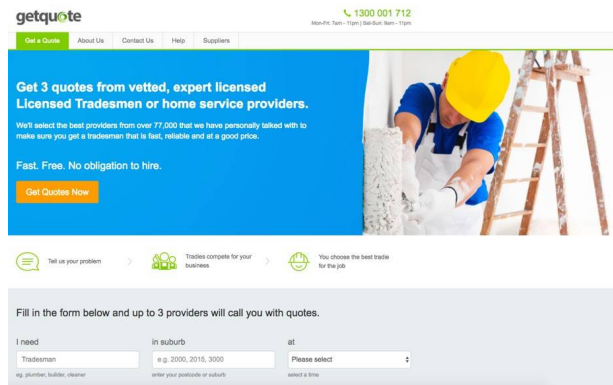 getquote
1300 001 712
Mon-Fri: 7am - 11pm | Sat-Sun: 9am - 11pm
Get a Quote About Us Contact Us Help Suppliers
Get 3 quotes from vetted, expert licensed
Licensed Tradesmen or home service providers.
We'll select the best providers from over 77,000 that we have personally talked with to
make sure you get a tradesman that is fast, reliable and at a good price.
Fast. Free. No obligation to hire.
Get Quotes Now
Tell us your problem
Tradies compete for your
business
You choose the best tradie
for the job
Fill in the form below and up to 3 providers will call you with quotes.
I need in suburb at
Tradesman e.g. 2000, 2015, 3000 Please select
eg. plumber, builder, cleaner enter your postcode or suburb select a time